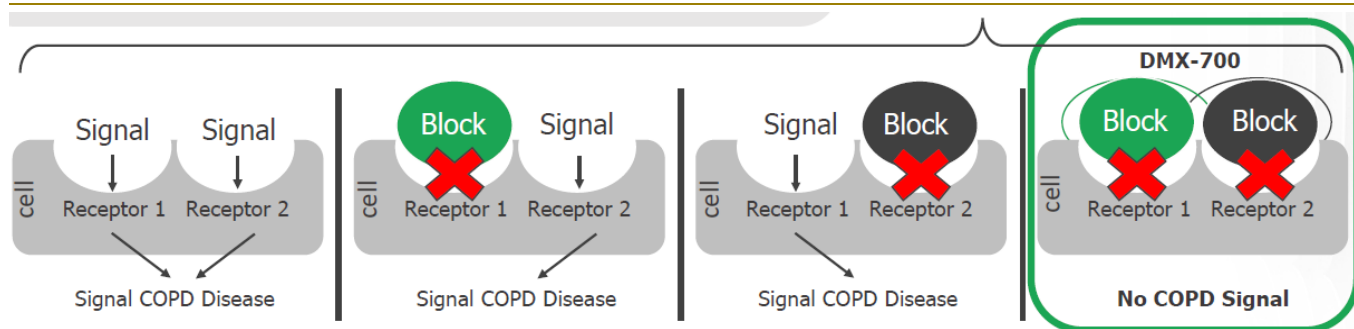 DMX-700
Signal Signal
cell
Receptor 1 Receptor 2
Signal COPD Disease
Block Signal
cell
Receptor 1 Receptor 2
Signal COPD Disease
Signal Block
Receptor 1 Receptor 2
Signal COPD Disease
Block Block
cell
Receptor 1 Receptor 2
No COPD Signal